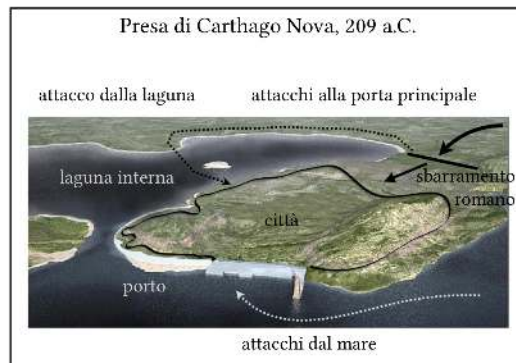 Presa di Carthago Nova, 209 a.C.
attacco dalla laguna
attacchi alla porta principale
laguna interna
sbarramento
romano
città
porto
attacchi dal mare